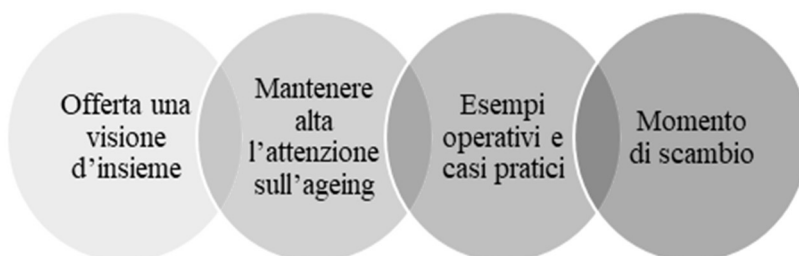 Offerta una
visione
d’insieme
Mantenere
alta
l’attenzione
sull’ageing
Esempi
operativi e
casi pratici
Momento
di scambio